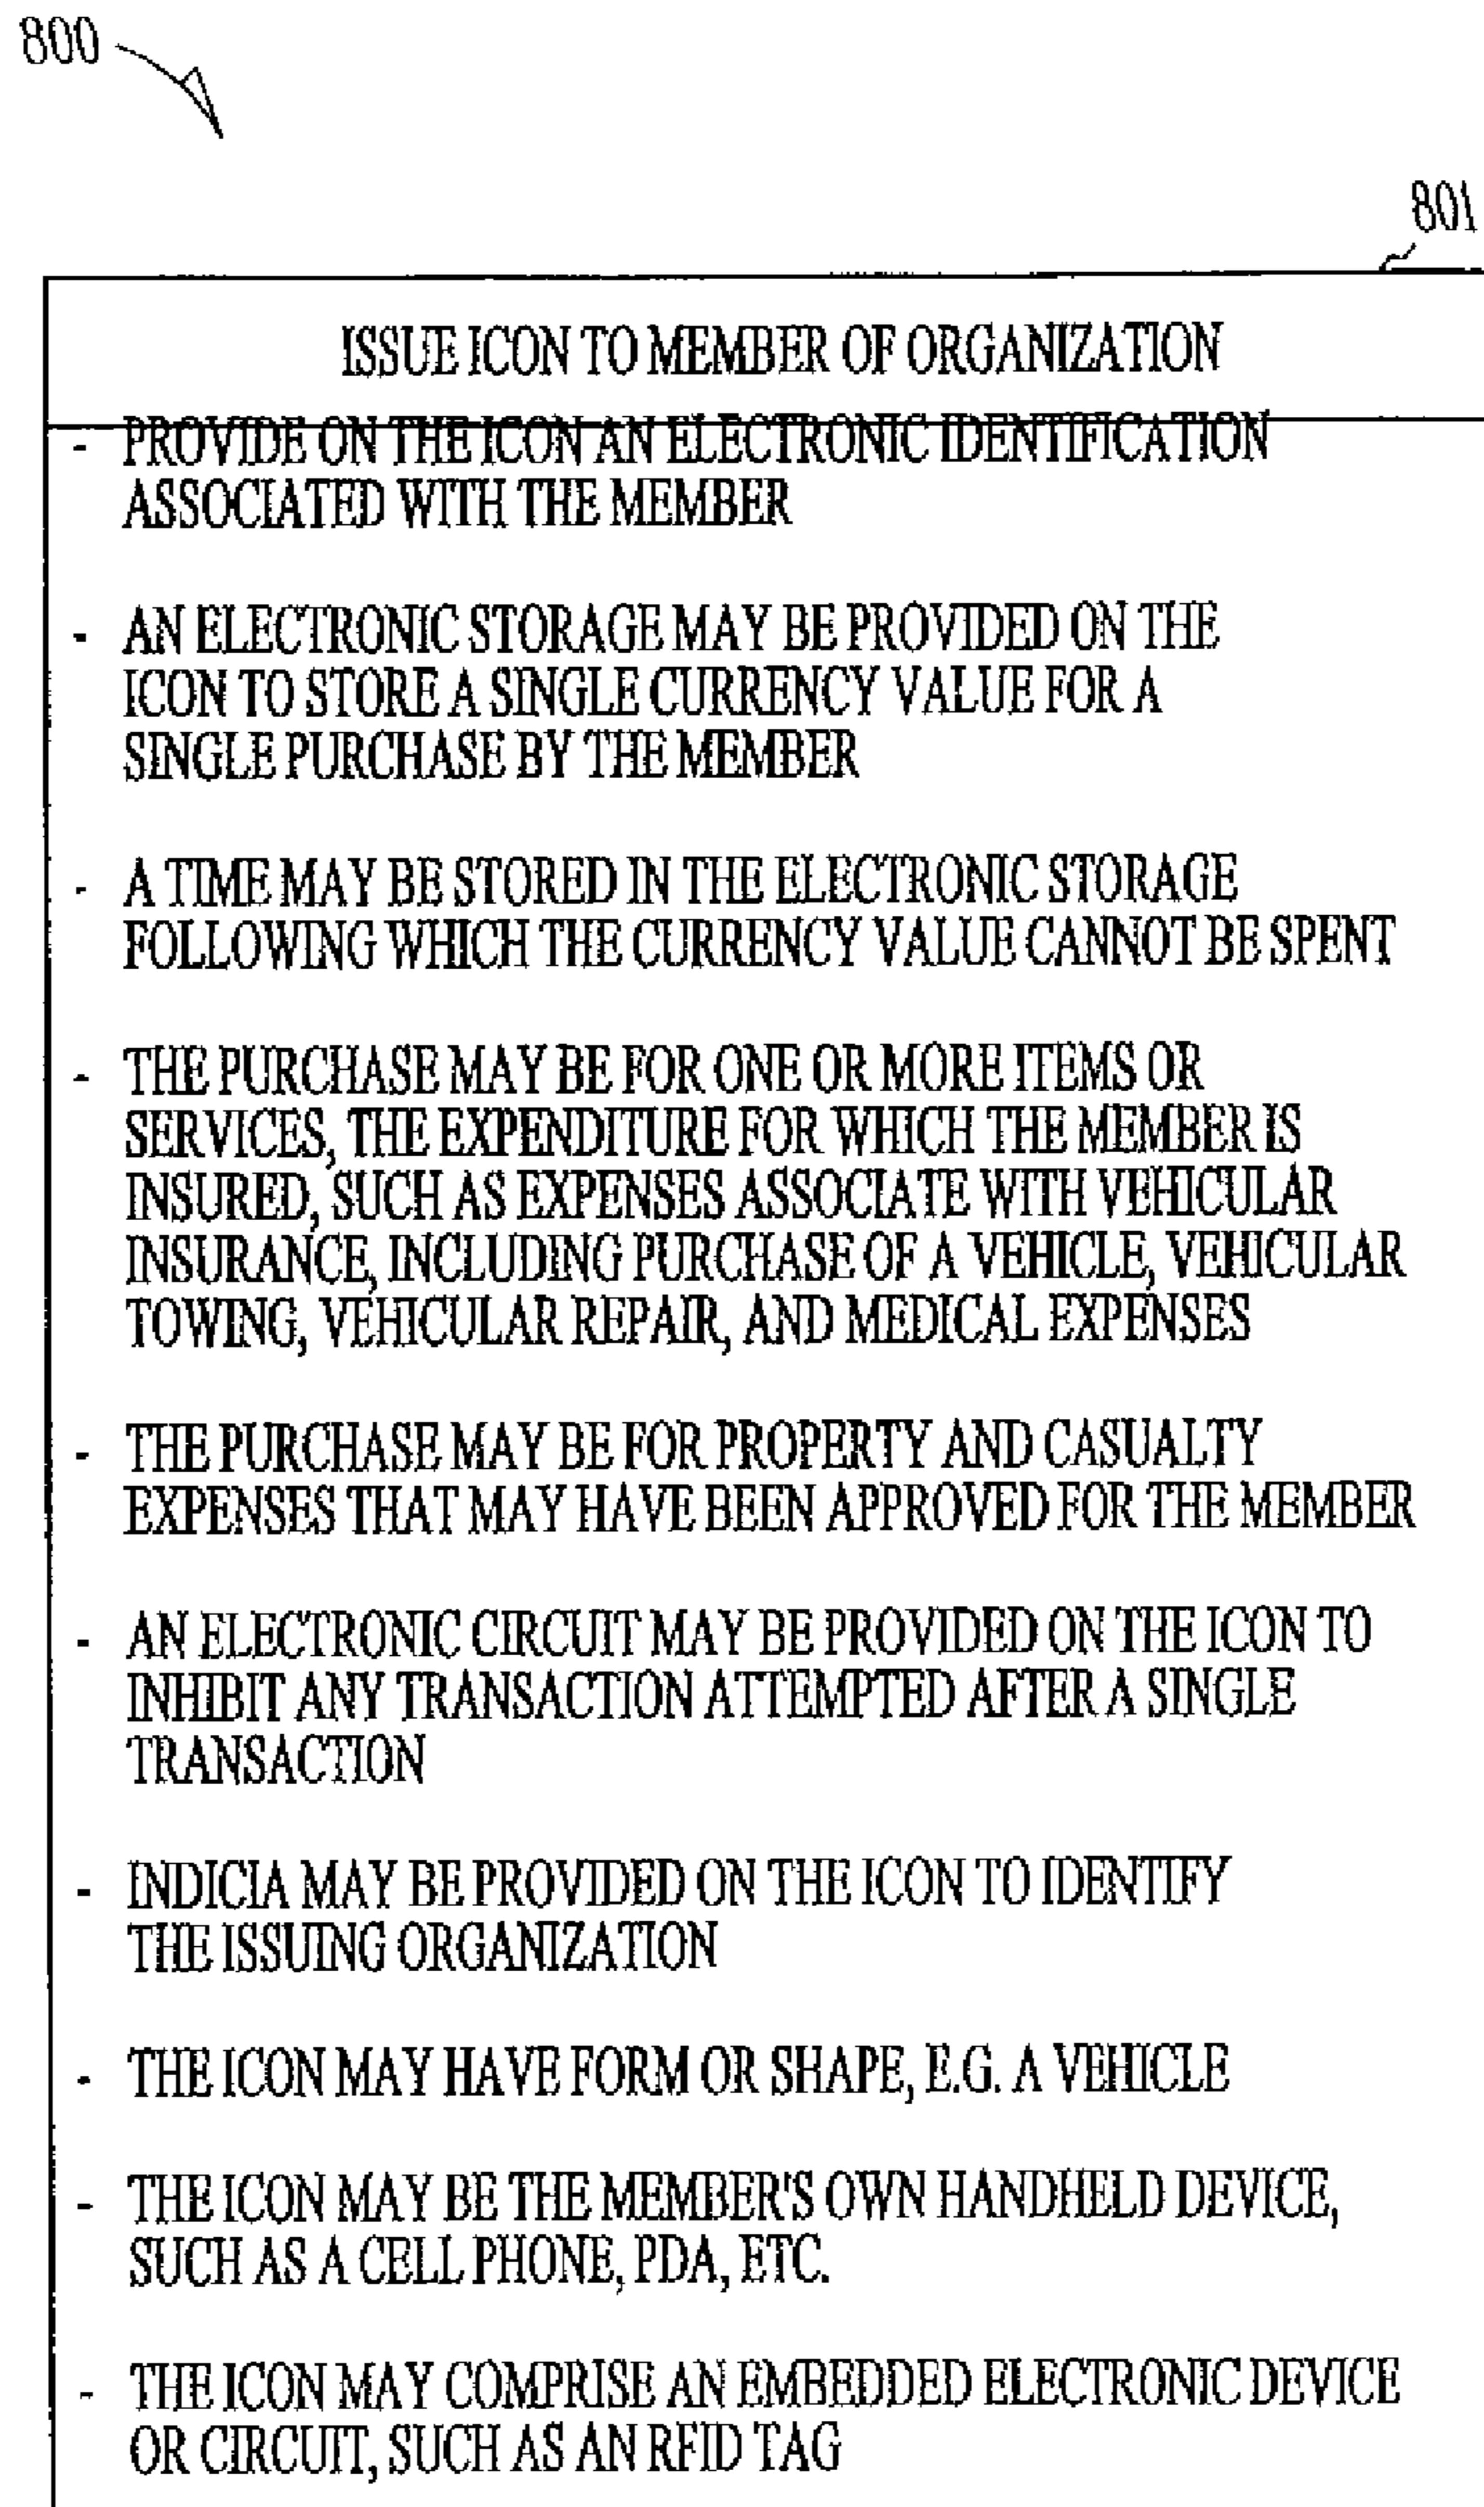 800
801
ISSUE ICON TO MEMBER OF ORGANIZATION
- PROVIDE ON THE ICON AN ELECTRONIC IDENTIFICATION
ASSOCIATED WITH THE MEMBER
- AN ELECTRONIC STORAGE MAY BE PROVIDED ON THE
ICON TO STORE A SINGLE CURRENCY VALUE FOR A
SINGLE PURCHASE BY THE MEMBER
- A TIME MAY BE STORED IN THE ELECTRONIC STORAGE
FOLLOWING WHICH THE CURRENCY VALUE CANNOT BE SPENT
- THE PURCHASE MAY BE FOR ONE OR MORE ITEMS OR
SERVICES, THE EXPENDITURE FOR WHICH THE MEMBER IS
INSURED, SUCH AS EXPENSES ASSOCIATE WITH VEHICULAR
INSURANCE, INCLUDING PURCHASE OF A VEHICLE, VEHICULAR
TOWING, VEHICULAR REPAIR, AND MEDICAL EXPENSES
- THE PURCHASE MAY BE FOR PROPERTY AND CASUALTY
EXPENSES THAT MAY HAVE BEEN APPROVED FOR THE MEMBER
- AN ELECTRONIC CIRCUIT MAY BE PROVIDED ON THE ICON TO
INHIBIT ANY TRANSACTION ATTEMPTED AFTER A SINGLE
TRANSACTION
- INDICIA MAY BE PROVIDED ON THE ICON TO IDENTIFY
THE ISSUING ORGANIZATION
- THE ICON MAY HAVE FORM OR SHAPE, E.G. A VEHICLE
- THE ICON MAY BE THE MEMBER'S OWN HANDHELD DEVICE,
SUCH AS A CELL PHONE, PDA, ETC.
- THE ICON MAY COMPRISE AN EMBEDDED ELECTRONIC DEVICE
OR CIRCUIT, SUCH AS AN RFID TAG